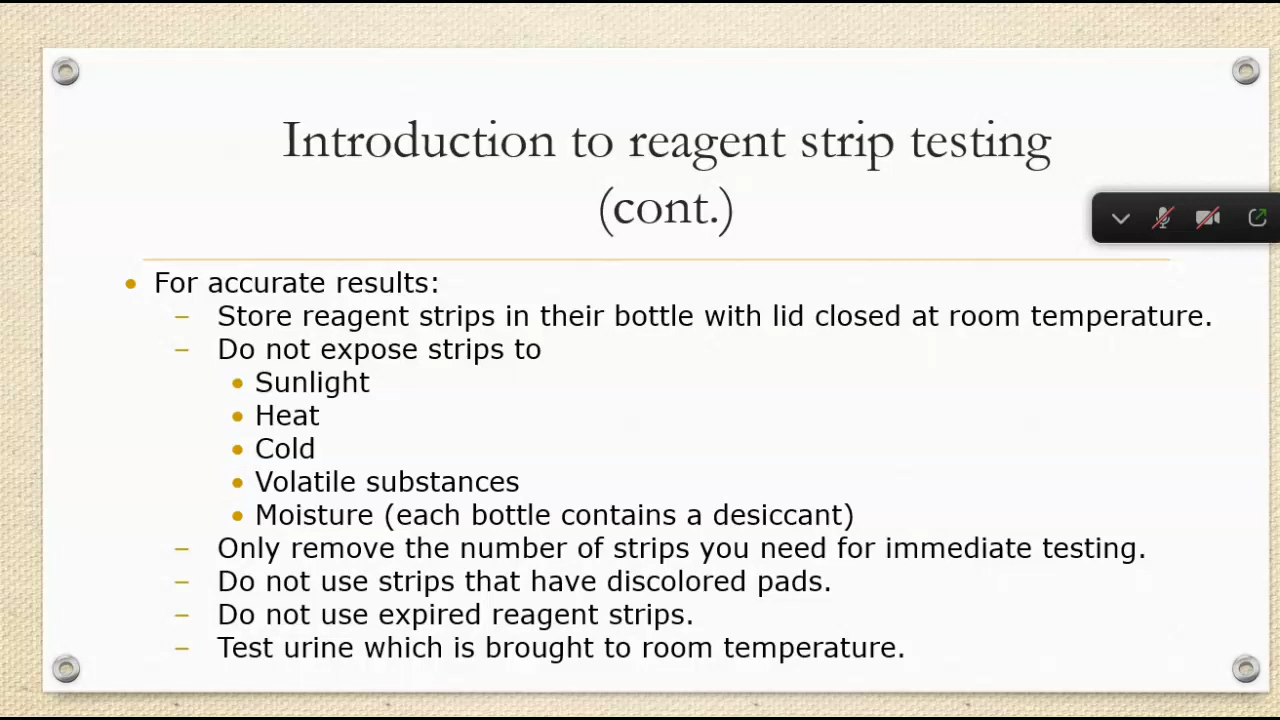 Introduction to reagent strip testing
(cont.)
• For accurate results:
– Store reagent strips in their bottle with lid closed at room temperature.
– Do not expose strips to
• Sunlight
• Heat
• Cold
• Volatile substances
• Moisture (each bottle contains a desiccant)
– Only remove the number of strips you need for immediate testing.
– Do not use strips that have discolored pads.
– Do not use expired reagent strips.
– Test urine which is brought to room temperature.